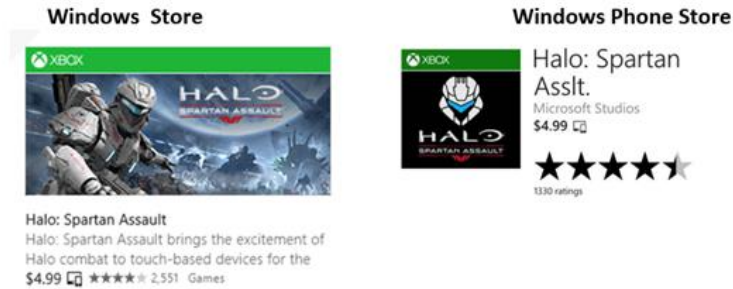 Windows Store
XBOX
HALO
SPARTAN ASSAULT
Halo: Spartan Assault
Halo: Spartan Assault brings the excitement of
Halo combat to touch-based devices for the
$4.99 2,551 Games
Windows Phone Store
XBOX
HALO
SPARTAN ASSAULT
Halo: Spartan
Asslt.
Microsoft Studios
$4.99
1330 ratings